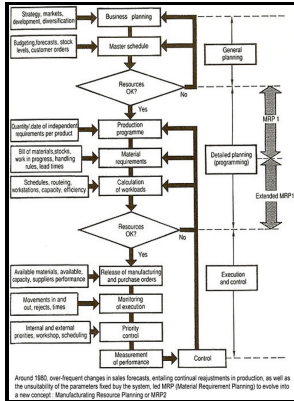 Strategy, markets,
development, diversification
Business planning
Budgeting,forecasts, stock
levels, customer orders
Master schedule
General
planning
Resources
OK?
No
Yes
Quantity/date of independent
requirements per product
Production
programme
MRP 1
Bill of materials,stocks,
work in progress, handling
rules, lead times
Material
requirements
Detailed planning
(programming)
Schedules, routeing,
workstations, capacity, efficiency
Calculation
of workloads
Extended MRP1
Resources
OK?
No
Yes
Available materials, available,
capacity, suppliers performance
Release of manufacturing
and purchase orders
Execution
and control
Movements in and
out, rejects, times
Monitoring
of execution
Internal and external
priorities, workshop, scheduling
Priority
control
Measurement
of performance
Control
Around 1980, over-frequent changes in sales forecasts, entailing continual reajustments in production, as well as
the unsuitability of the parameters fixed buy the system, led MRP (Material Requirement Planning) to evolve into
a new concept : Manufacturing Resource Planning or MRP2